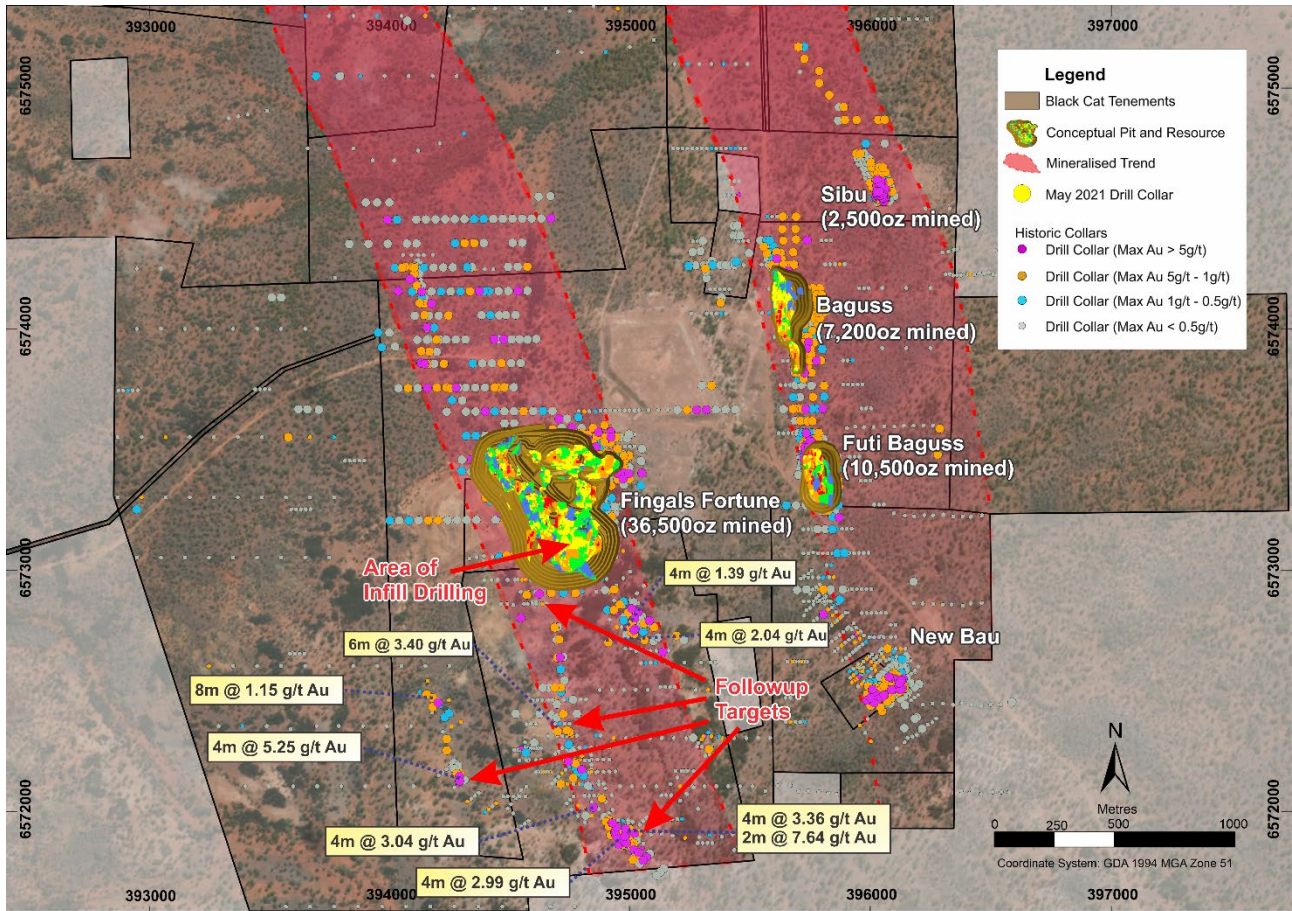 393000
394000
395000
396000
397000
6575000
6575000
Legend
Black Cat Tenements
Conceptual Pit and Resource
Mineralised Trend
May 2021 Drill Collar
Historic Collars
Drill Collar (Max Au > 5g/t)
Drill Collar (Max Au 5g/t - 1g/t)
Drill Collar (Max Au 1g/t - 0.5g/t)
Drill Collar (Max Au < 0.5g/t)
Sibu
(2,500oz mined)
Baguss
(7,200oz mined)
6574000
6574000
Futi Baguss
(10,500oz mined)
Fingals Fortune
(36,500oz mined)
6573000
6573000
Area of
Infill Drilling
4m @ 1.39 g/t Au
6m @ 3.40 g/t Au
4m @ 2.04 g/t Au
New Bau
8m @ 1.15 g/t Au
Followup
Targets
4m @ 5.25 g/t Au
N
Metres
6572000
6572000
4m @ 3.04 g/t Au
4m @ 3.36 g/t Au
2m @ 7.64 g/t Au
0 250 500 1000
Coordinate System: GDA 1994 MGA Zone 51
4m @ 2.99 g/t Au
393000
394000
395000
396000
397000